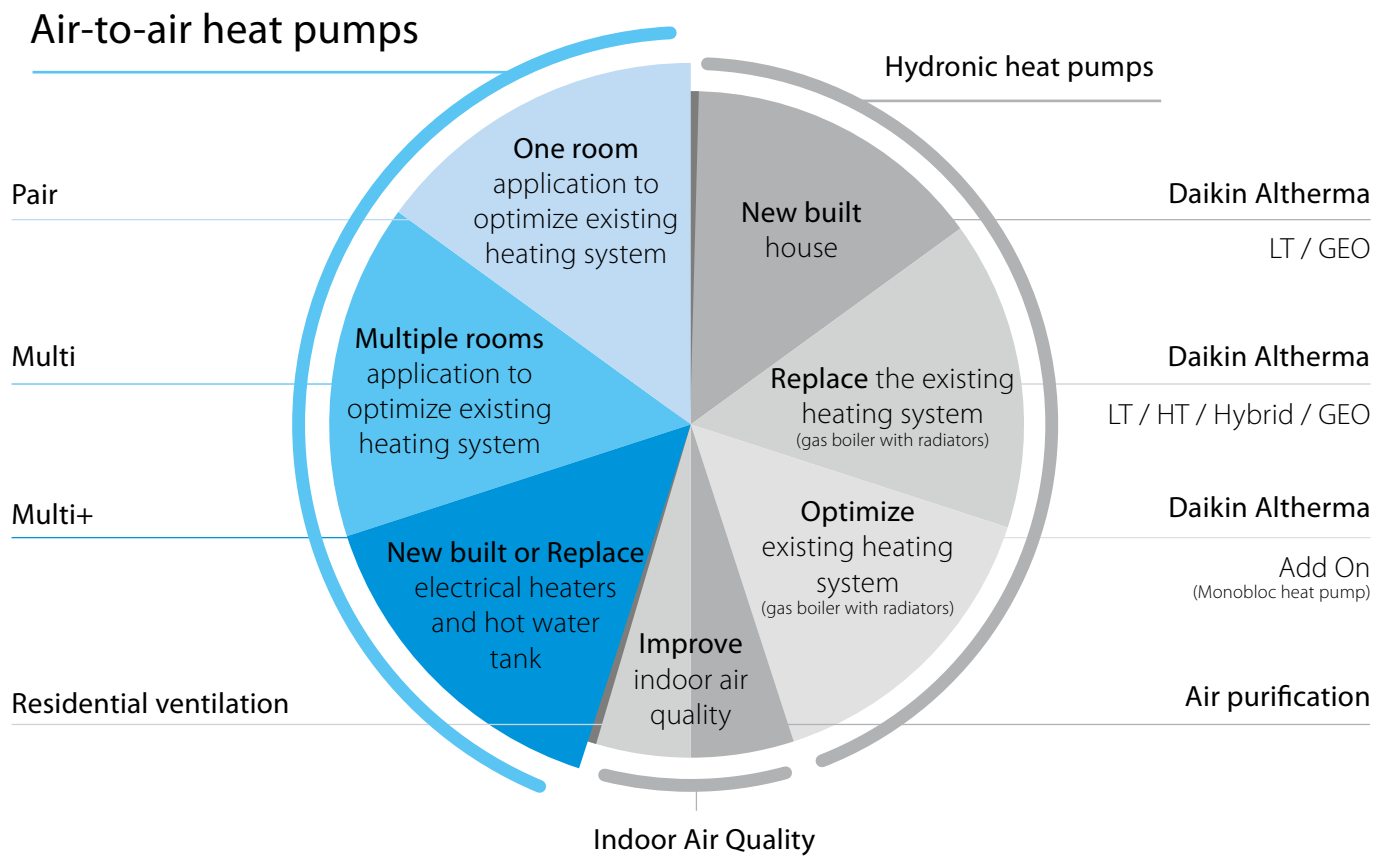 Air-to-air heat pumps
Hydronic heat pumps
One room
application to
optimize existing
heating system
New built
house
Pair
Daikin Altherma
LT / GEO
Multiple rooms
application to
optimize existing
heating system
Multi
Replace the existing
heating system
(gas boiler with radiators)
Daikin Altherma
LT / HT / Hybrid / GEO
Multi+
New built or Replace
electrical heaters
and hot water
tank
Optimize
existing heating
system
(gas boiler with radiators)
Daikin Altherma
Add On
(Monobloc heat pump)
Improve
indoor air
quality
Residential ventilation
Air purification
Indoor Air Quality